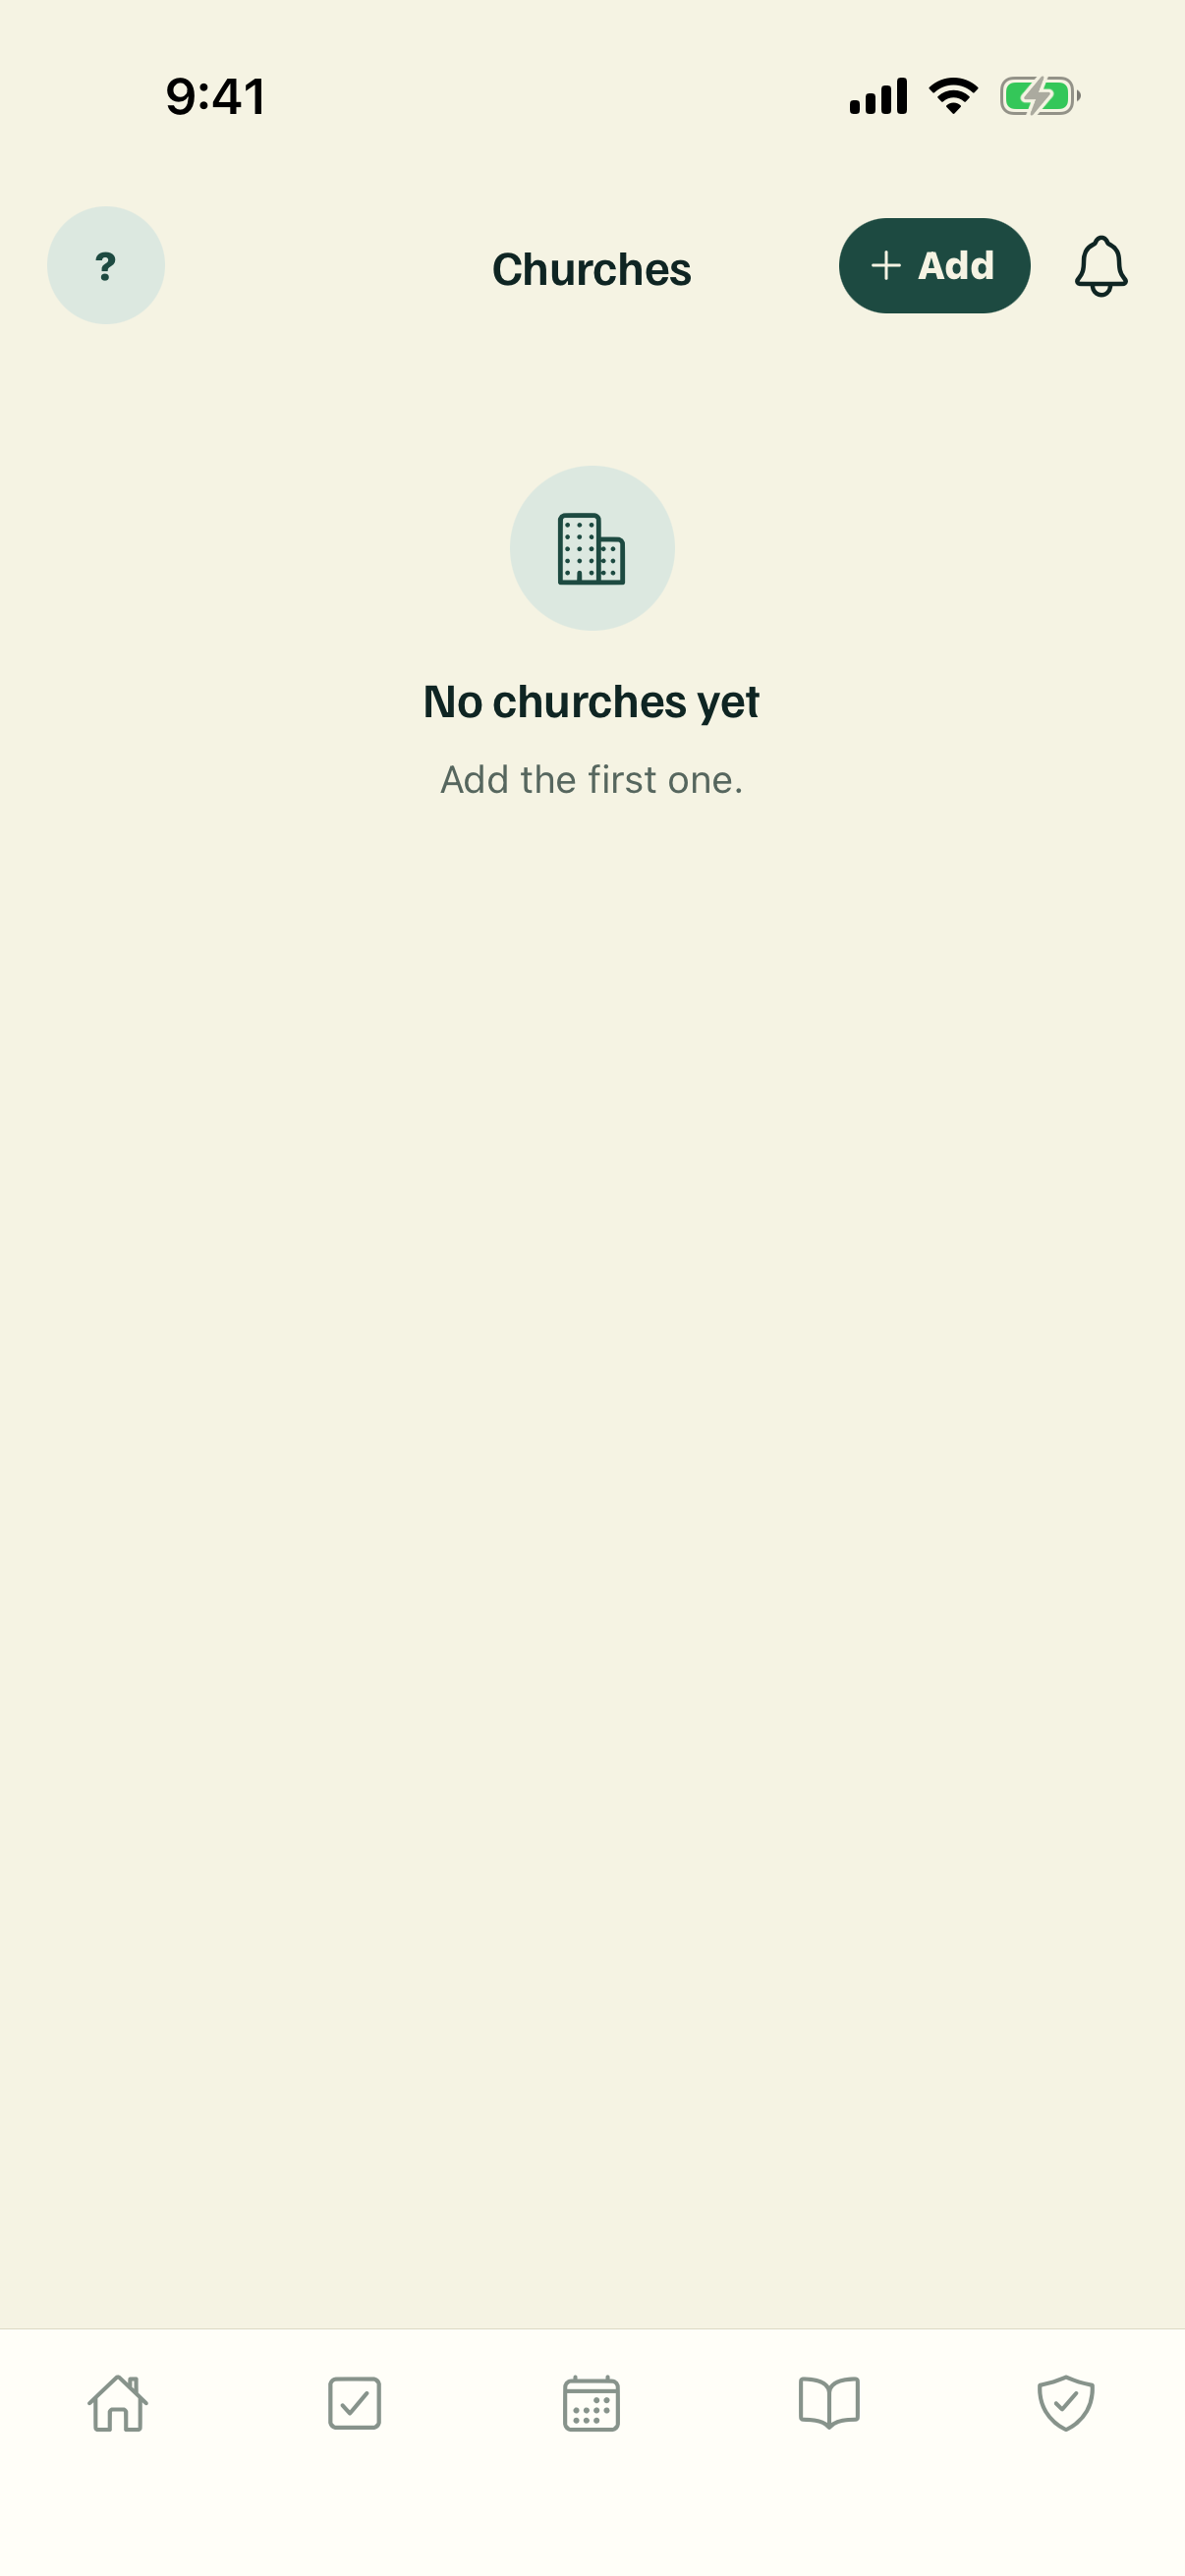 9:41
?
Churches
+ Add
No churches yet
Add the first one.